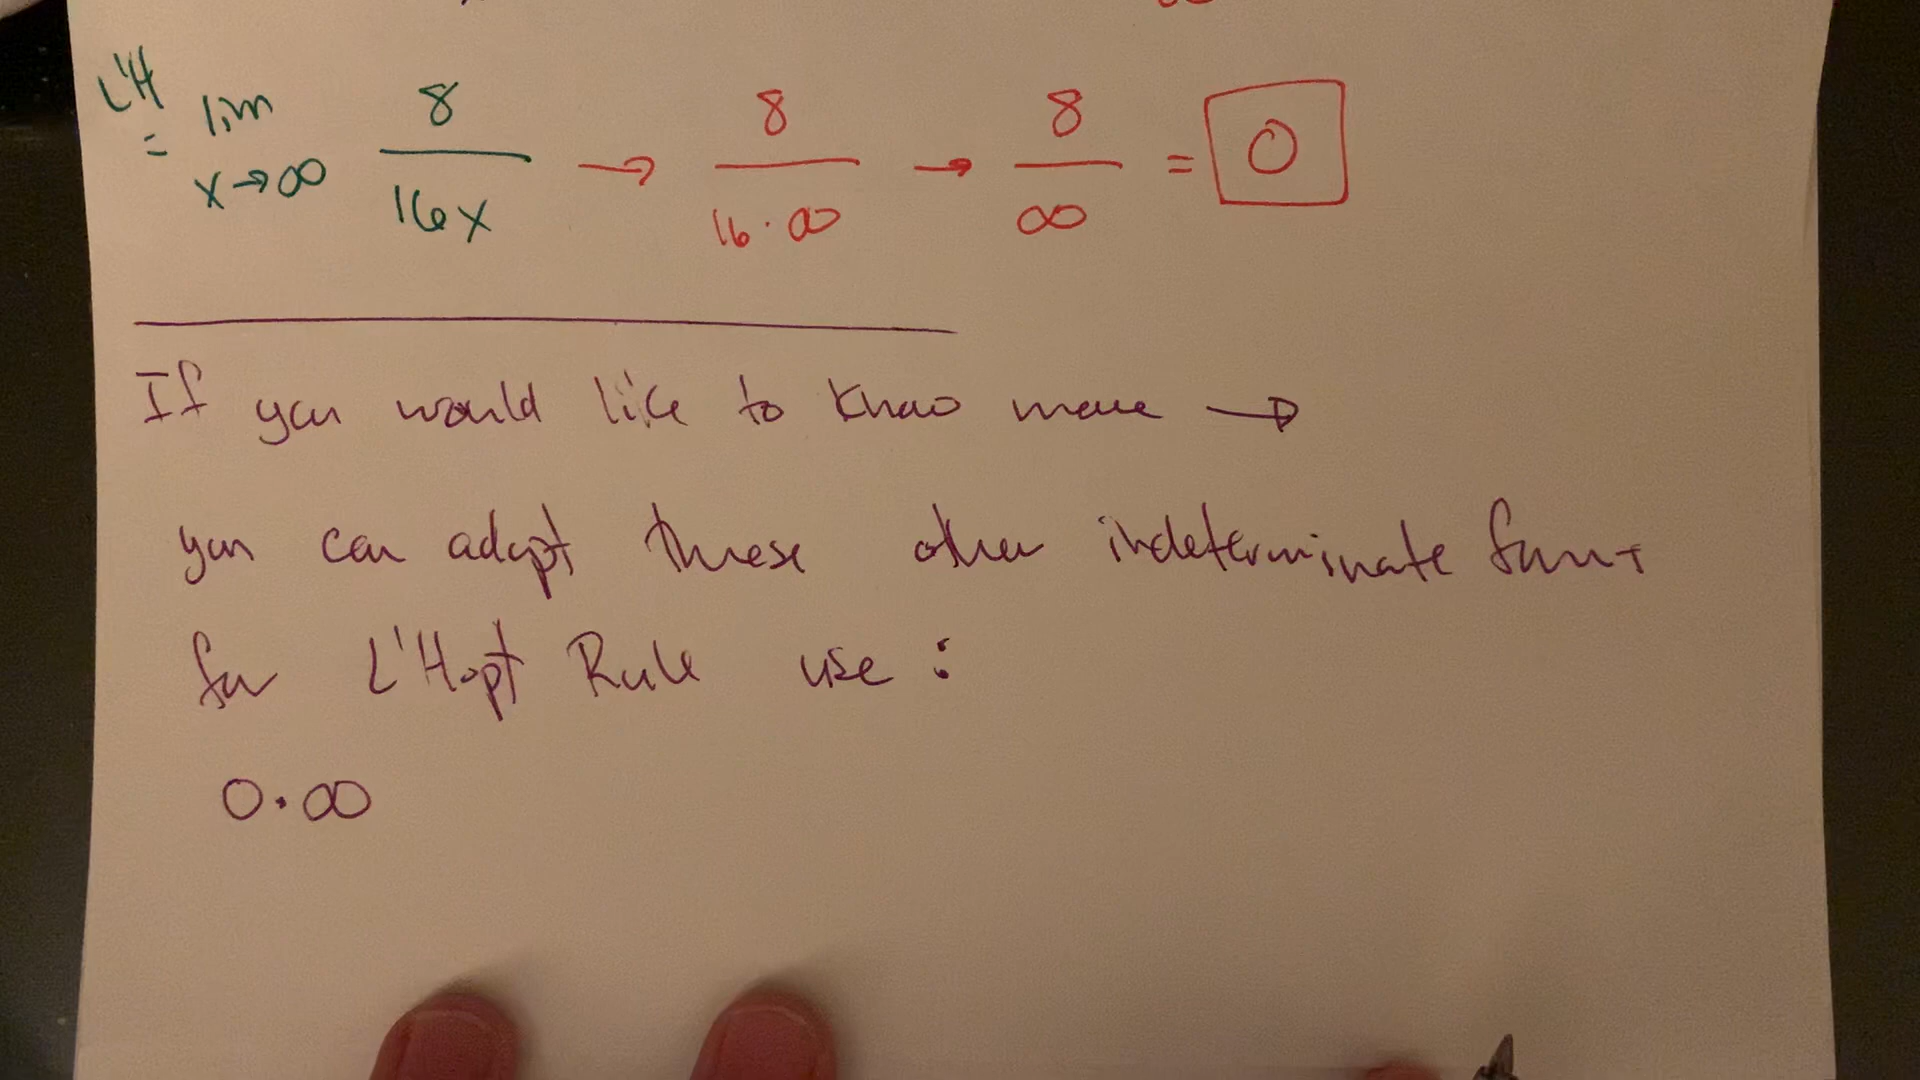 L'H = lim x→∞ 8/16x → 8/16·∞ → 8/∞ = 0
If you would like to know more →
you can adapt these other indeterminate forms
for L'Hopt Rule use :
0·∞